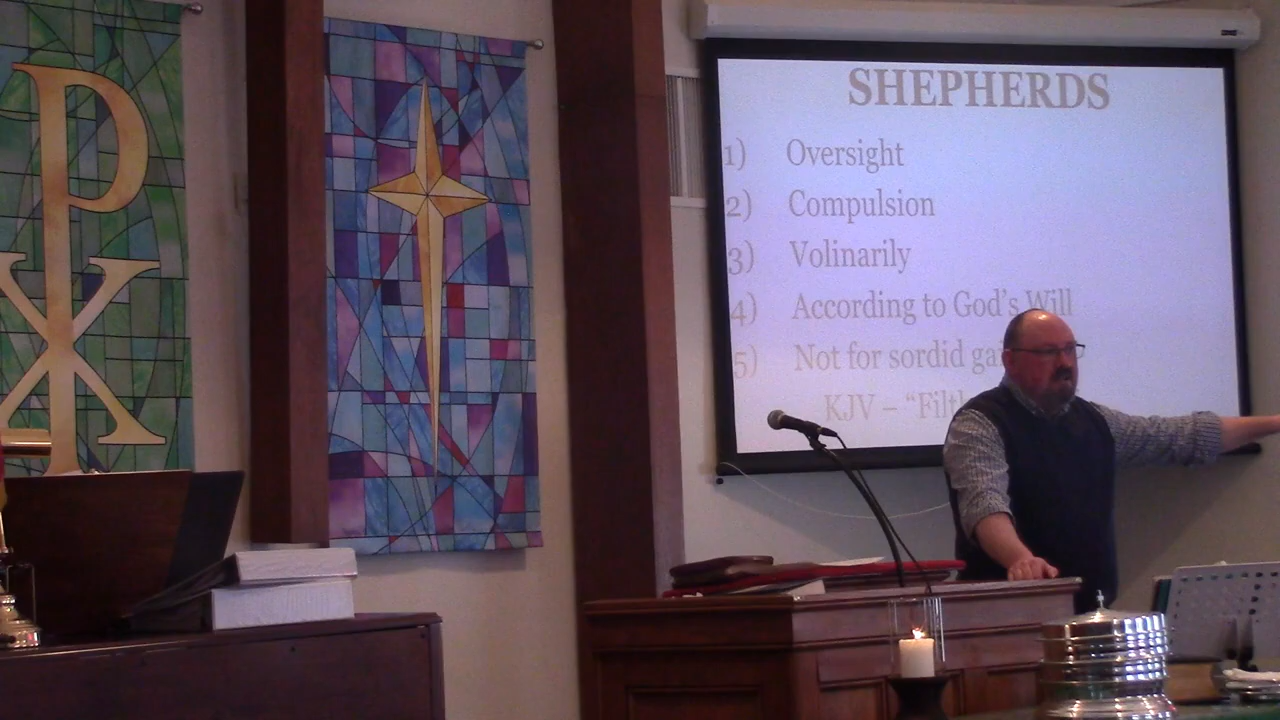 SHEPHERDS
1) Oversight
2) Compulsion
3) Volinarily
4) According to God's Will
5) Not for sordid
KJV – "